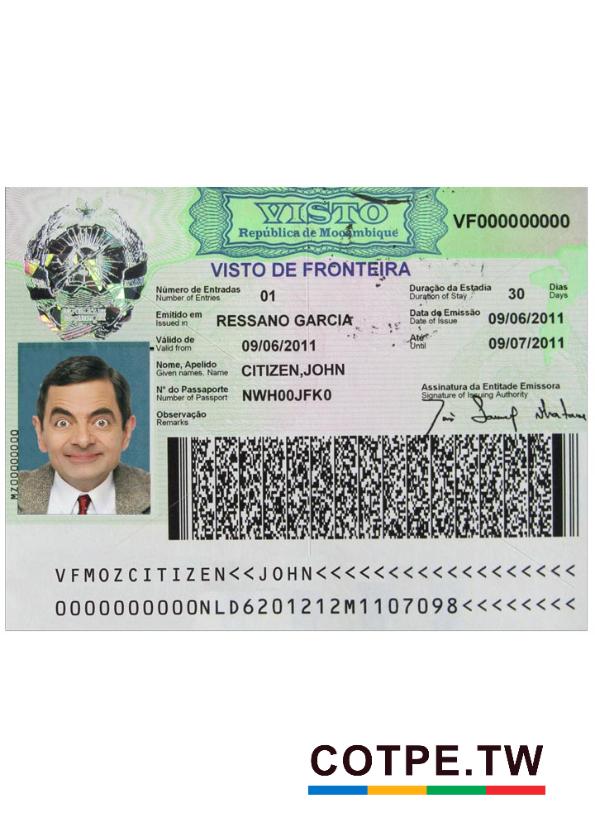 VISTO
República de Moçambique
VF000000000
VISTO DE FRONTEIRA
Número de Entradas
Number of Entries
01
Duração da Estadia
Duration of Stay
30
Dias
Days
Emitido em
Issued in
RESSANO GARCIA
Data de Emissão
Date of Issue
09/06/2011
Válido de
Valid from
09/06/2011
Até
Until
09/07/2011
Nome, Apelido
Given names. Name
CITIZEN,JOHN
N° do Passaporte
Number of Passport
NWH00JFK0
Assinatura da Entidade Emissora
Signature of Issuing Authority
Observação
Remarks
MZ00000000
VFMOZCITIZEN<<JOHN<<<<<<<<<<<<<<<<<<
0000000000NLD6201212M1107098<<<<<<<<
COTPE.TW